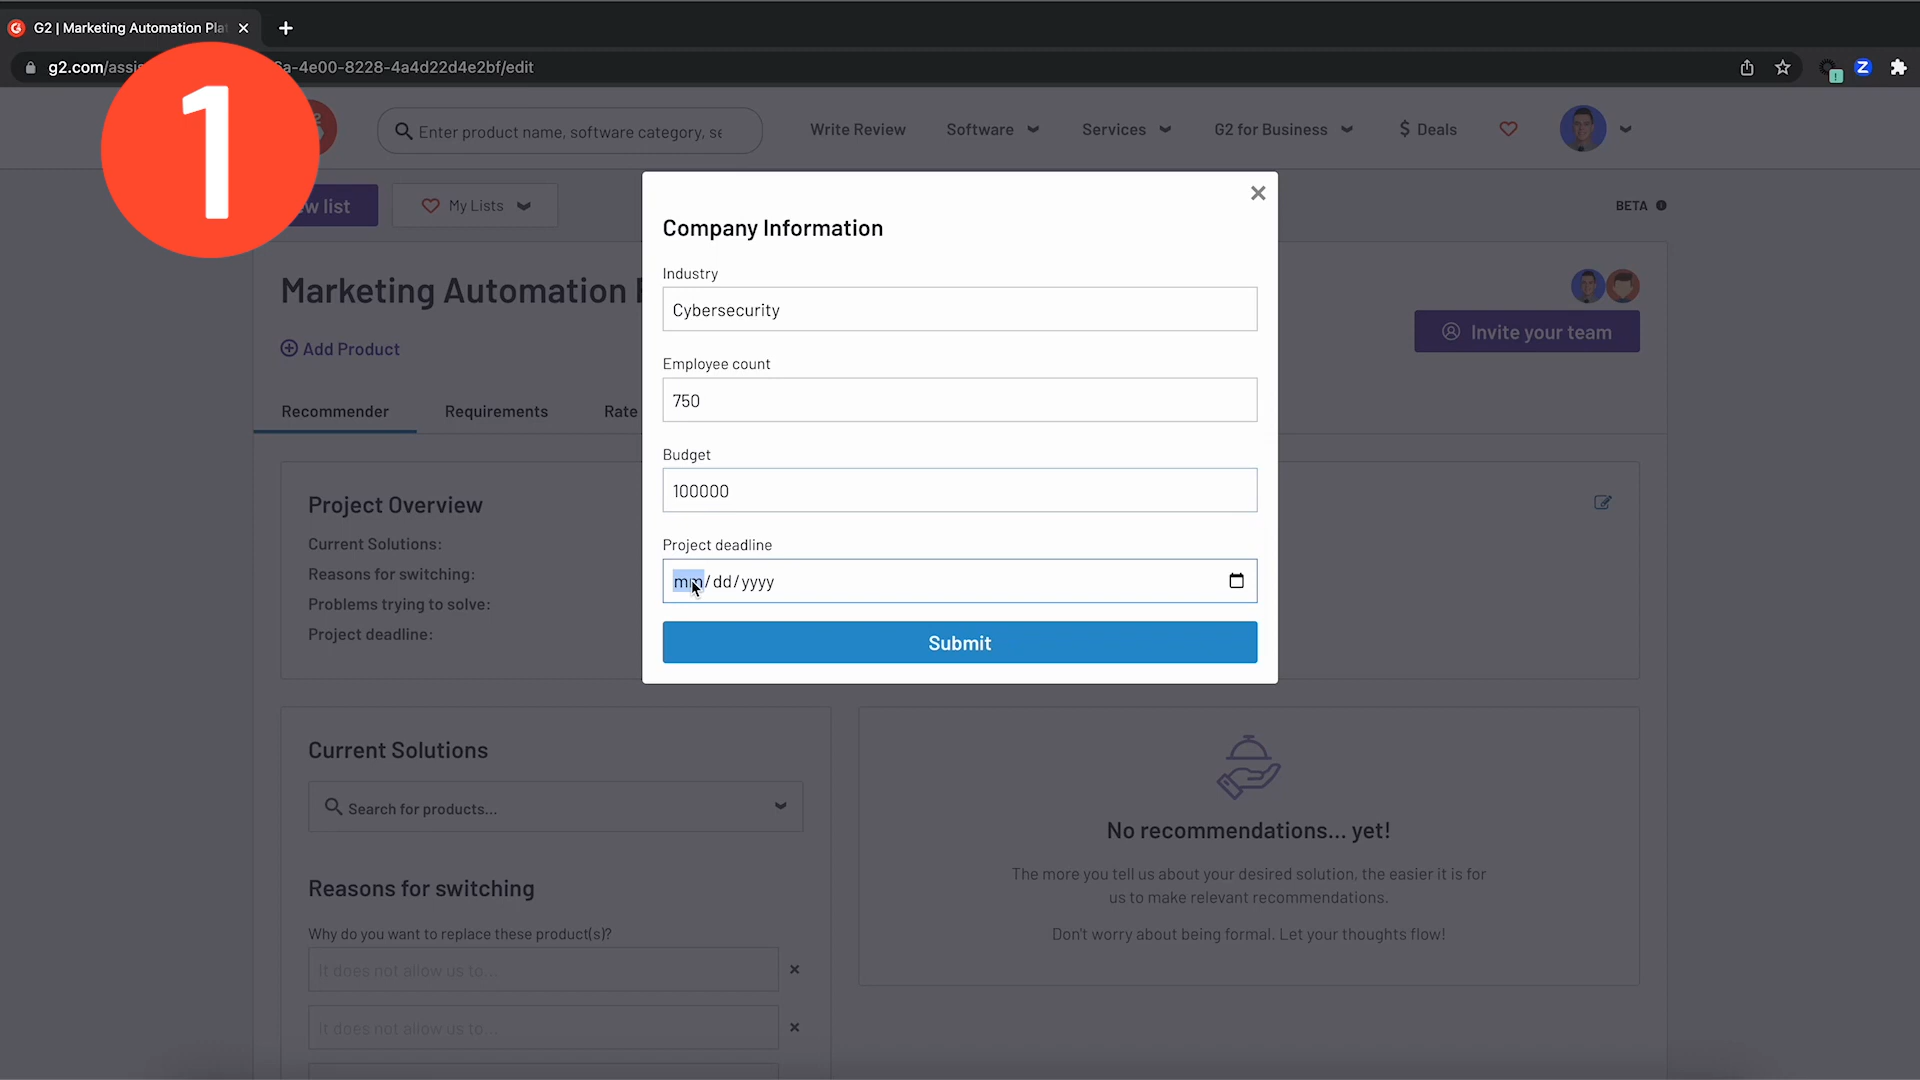 G2 | Marketing Automation Pla
g2.com/assi
a-4e00-8228-4a4d22d4e2bf/edit
1
Enter product name, software category, se
Write Review
Software
Services
G2 for Business
$ Deals
list
My Lists
BETA
Marketing Automation
Add Product
Invite your team
Recommender
Requirements
Rate
Company Information
Industry
Cybersecurity
Employee count
750
Budget
100000
Project deadline
mm/dd/yyyy
Submit
Project Overview
Current Solutions:
Reasons for switching:
Problems trying to solve:
Project deadline:
Current Solutions
Search for products...
Reasons for switching
Why do you want to replace these product(s)?
It does not allow us to...
It does not allow us to...
No recommendations... yet!
The more you tell us about your desired solution, the easier it is for
us to make relevant recommendations.
Don't worry about being formal. Let your thoughts flow!